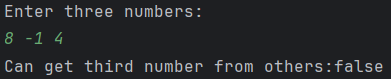 Enter three numbers:
8 -1 4
Can get third number from others:false